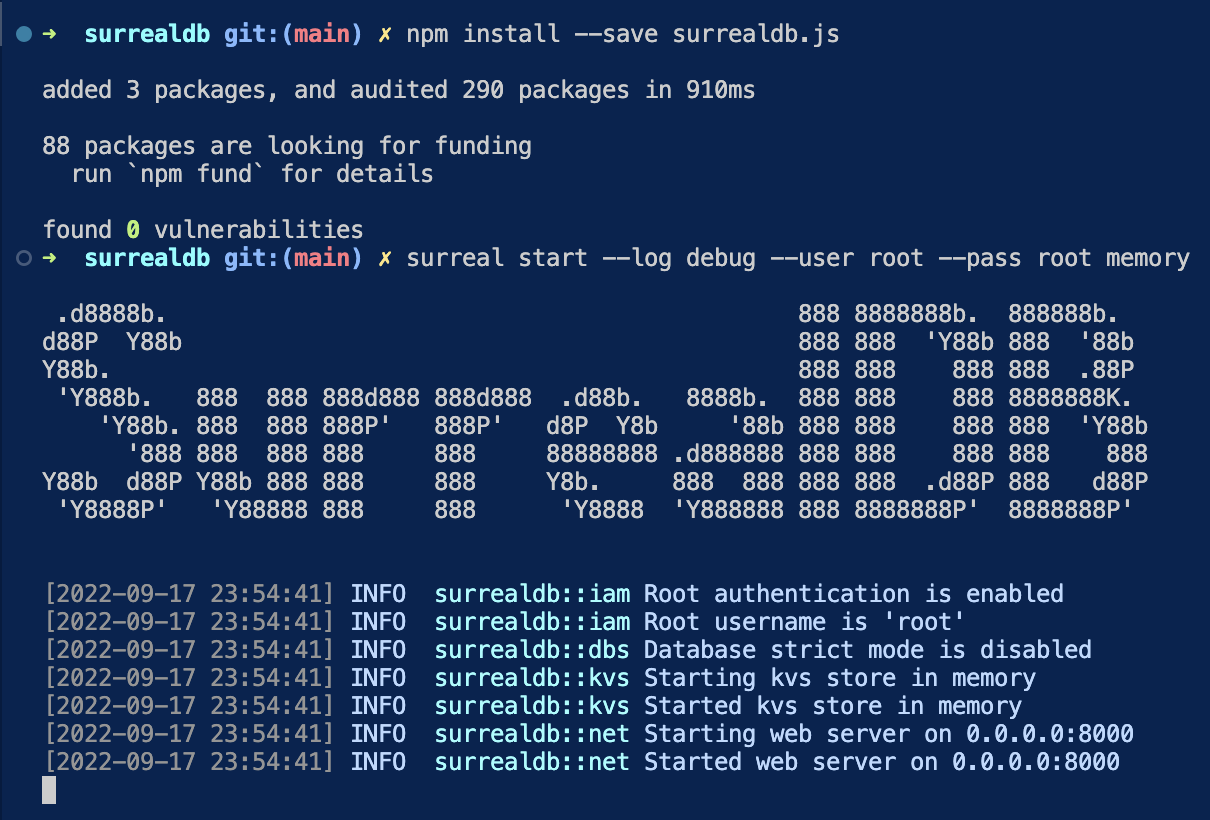 ➜  surrealdb git:(main) ✗ npm install --save surrealdb.js

added 3 packages, and audited 290 packages in 910ms

88 packages are looking for funding
  run `npm fund` for details

found 0 vulnerabilities
➜  surrealdb git:(main) ✗ surreal start --log debug --user root --pass root memory

 .d8888b.                                             888 8888888b.  888888b.
d88P  Y88b                                            888 888  'Y88b 888  '88b
Y88b.                                                 888 888    888 888  .88P
 'Y888b.   888  888 888d888 888d888  .d88b.   8888b.  888 888    888 8888888K.
    'Y88b. 888  888 888P'   888P'   d8P  Y8b     '88b 888 888    888 888  'Y88b
      '888 888  888 888     888     88888888 .d888888 888 888    888 888    888
Y88b  d88P Y88b 888 888     888     Y8b.     888  888 888 888  .d88P 888   d88P
 'Y8888P'   'Y88888 888     888      'Y8888  'Y888888 888 8888888P'  8888888P'

[2022-09-17 23:54:41] INFO  surrealdb::iam Root authentication is enabled
[2022-09-17 23:54:41] INFO  surrealdb::iam Root username is 'root'
[2022-09-17 23:54:41] INFO  surrealdb::dbs Database strict mode is disabled
[2022-09-17 23:54:41] INFO  surrealdb::kvs Starting kvs store in memory
[2022-09-17 23:54:41] INFO  surrealdb::kvs Started kvs store in memory
[2022-09-17 23:54:41] INFO  surrealdb::net Starting web server on 0.0.0.0:8000
[2022-09-17 23:54:41] INFO  surrealdb::net Started web server on 0.0.0.0:8000